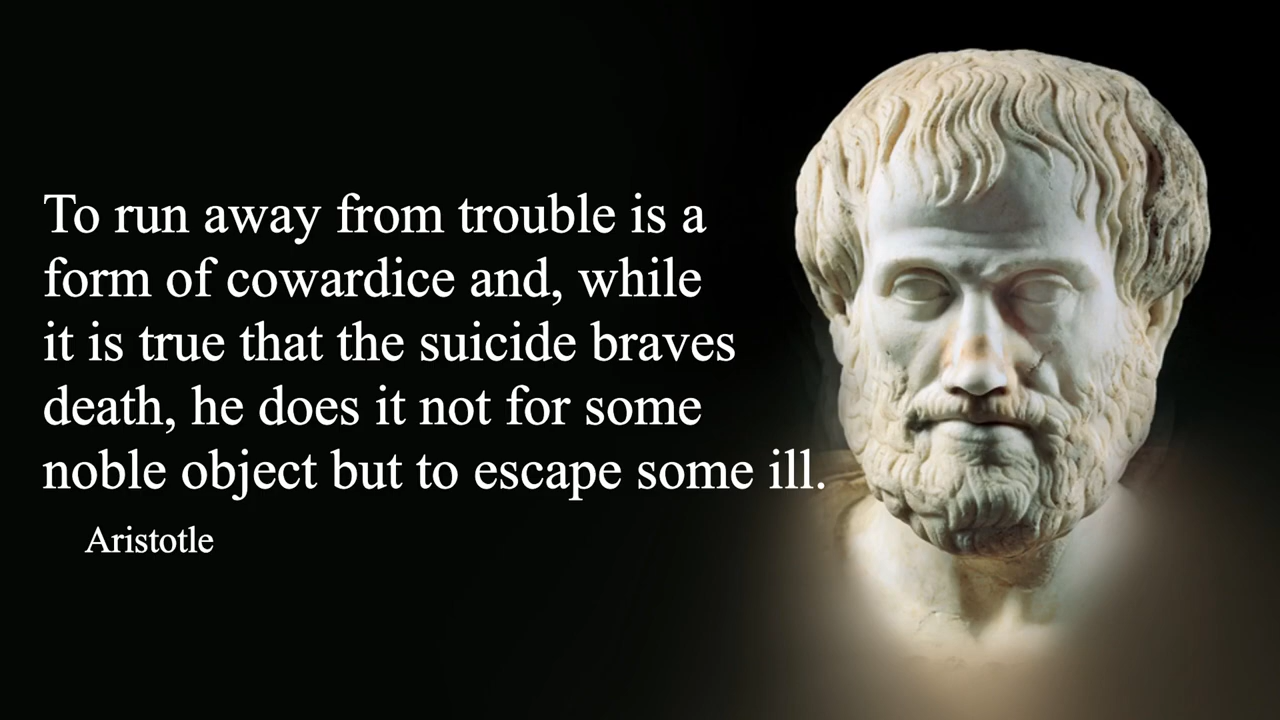 To run away from trouble is a
form of cowardice and, while
it is true that the suicide braves
death, he does it not for some
noble object but to escape some ill.
Aristotle